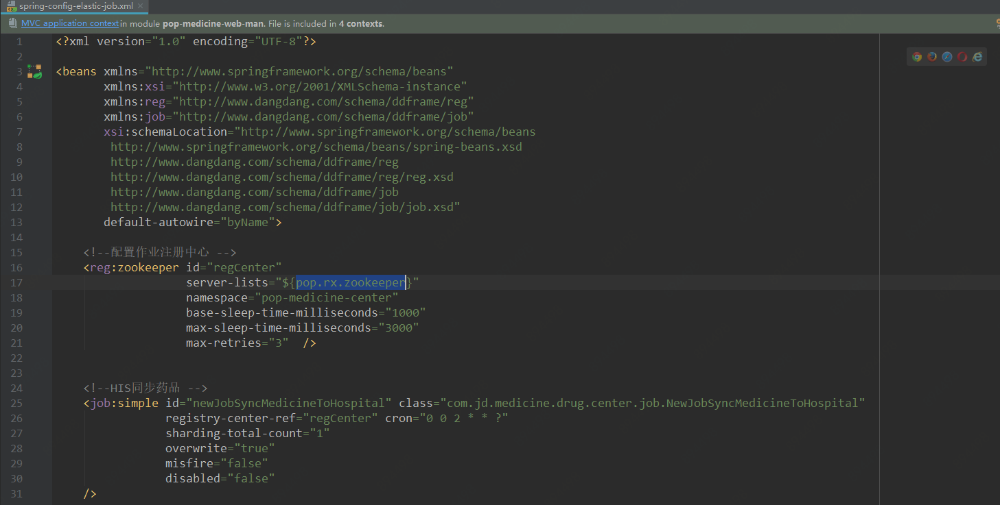 spring-config-elastic-job.xml ×
MVC application context in module pop-medicine-web-man. File is included in 4 contexts.
1 <?xml version="1.0" encoding="UTF-8"?>
2
3 <beans xmlns="http://www.springframework.org/schema/beans"
4 xmlns:xsi="http://www.w3.org/2001/XMLSchema-instance"
5 xmlns:reg="http://www.dangdang.com/schema/ddframe/reg"
6 xmlns:job="http://www.dangdang.com/schema/ddframe/job"
7 xsi:schemaLocation="http://www.springframework.org/schema/beans
8 http://www.springframework.org/schema/beans/spring-beans.xsd
9 http://www.dangdang.com/schema/ddframe/reg
10 http://www.dangdang.com/schema/ddframe/reg/reg.xsd
11 http://www.dangdang.com/schema/ddframe/job
12 http://www.dangdang.com/schema/ddframe/job/job.xsd"
13 default-autowire="byName">
14
15 <!--配置作业注册中心 -->
16 <reg:zookeeper id="regCenter"
17 server-lists="${pop.rx.zookeeper}"
18 namespace="pop-medicine-center"
19 base-sleep-time-milliseconds="1000"
20 max-sleep-time-milliseconds="3000"
21 max-retries="3" />
22
23
24 <!--HIS同步药品 -->
25 <job:simple id="newJobSyncMedicineToHospital" class="com.jd.medicine.drug.center.job.NewJobSyncMedicineToHospital"
26 registry-center-ref="regCenter" cron="0 0 2 * * ?"
27 sharding-total-count="1"
28 overwrite="true"
29 misfire="false"
30 disabled="false"
31 />